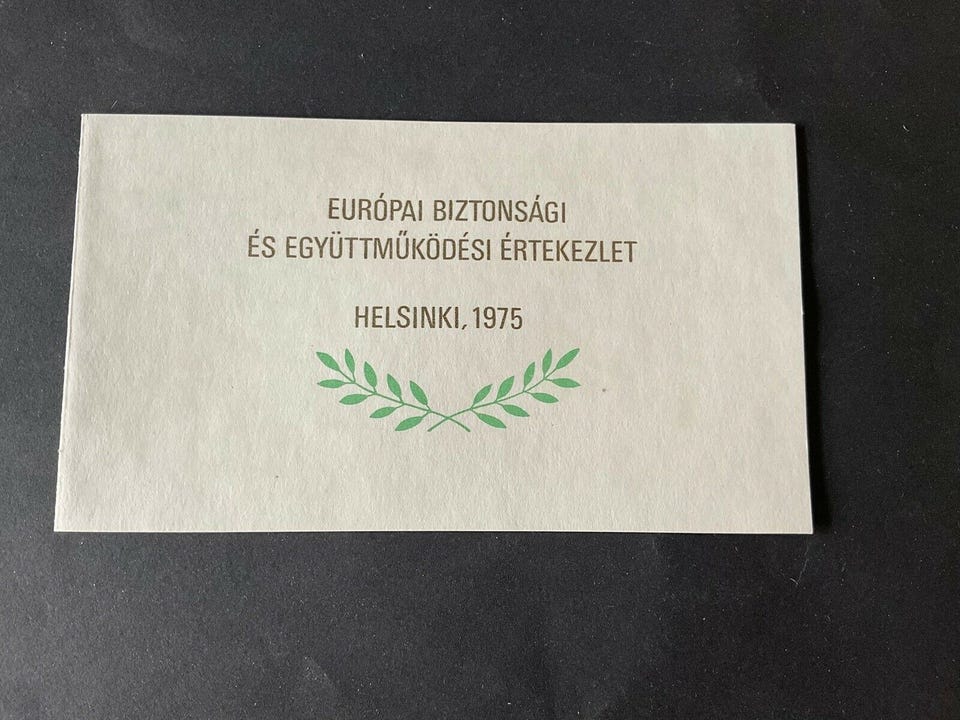 EURÓPAI BIZTONSÁGI
ÉS EGYÜTTMŰKÖDÉSI ÉRTEKEZLET
HELSINKI, 1975